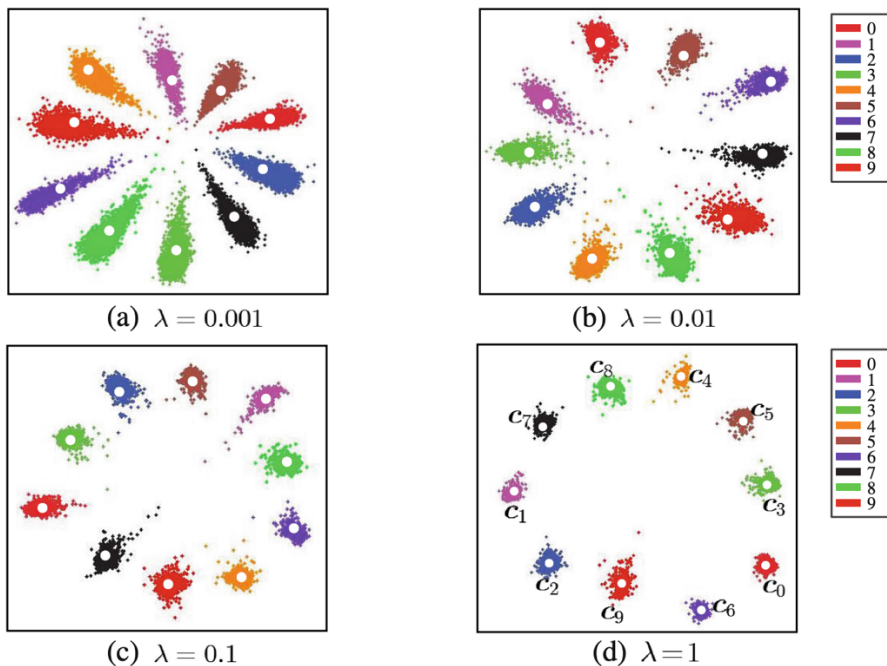 0
1
2
3
4
5
6
7
8
9
(a) λ = 0.001
(b) λ = 0.01
c₈
c₄
c₇
c₅
c₃
c₁
c₂
c₀
c₉
c₆
0
1
2
3
4
5
6
7
8
9
(c) λ = 0.1
(d) λ = 1